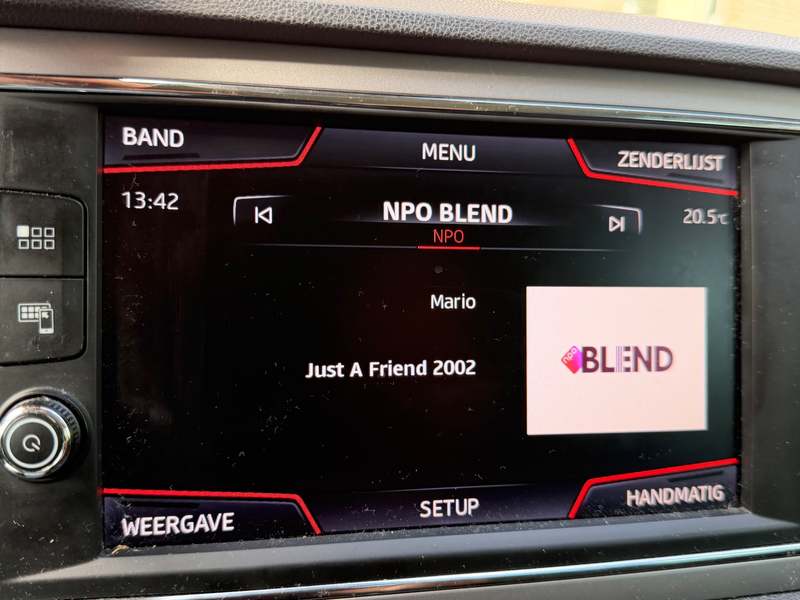 BAND
MENU
ZENDERLIJST
13:42
NPO BLEND
20.5°C
NPO
Mario
Just A Friend 2002
npo BLEND
WEERGAVE
SETUP
HANDMATIG